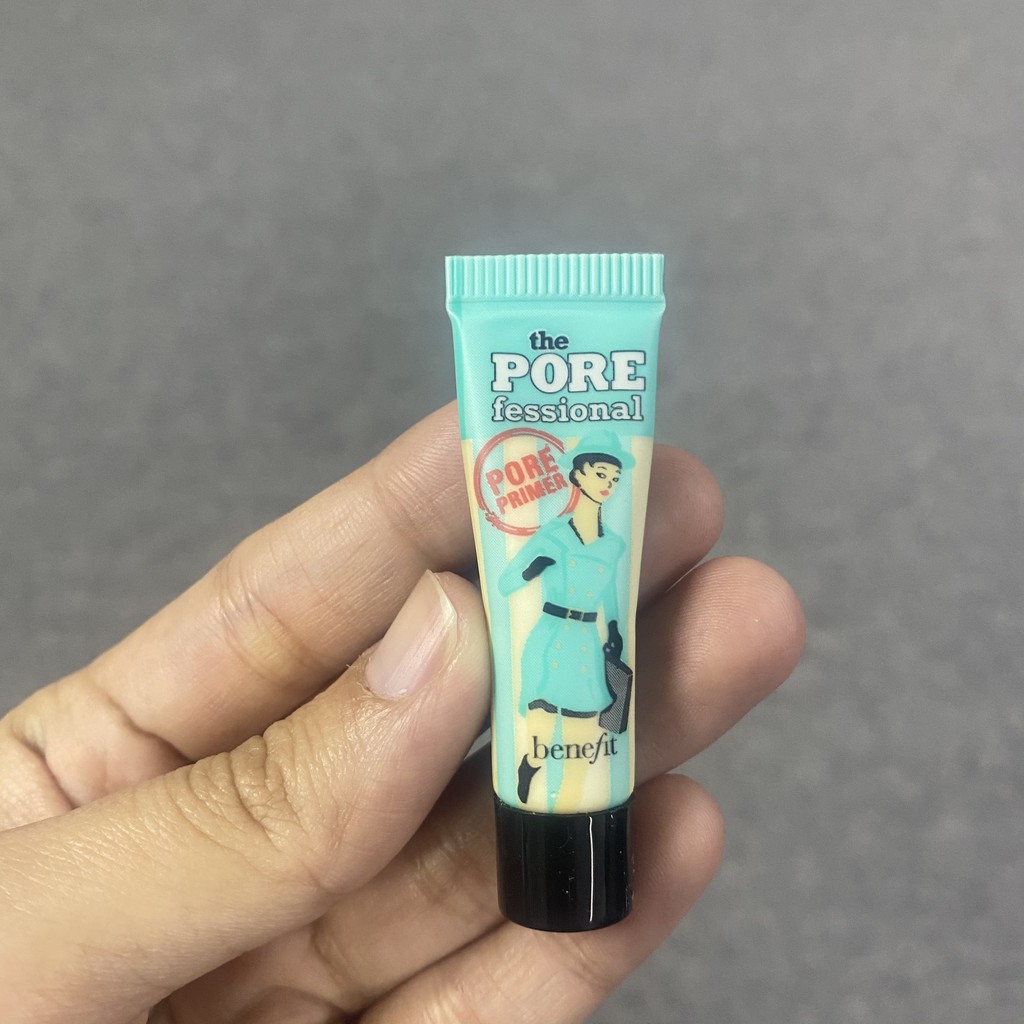 the
PORE
fessional
PORE
PRIMER
benefit